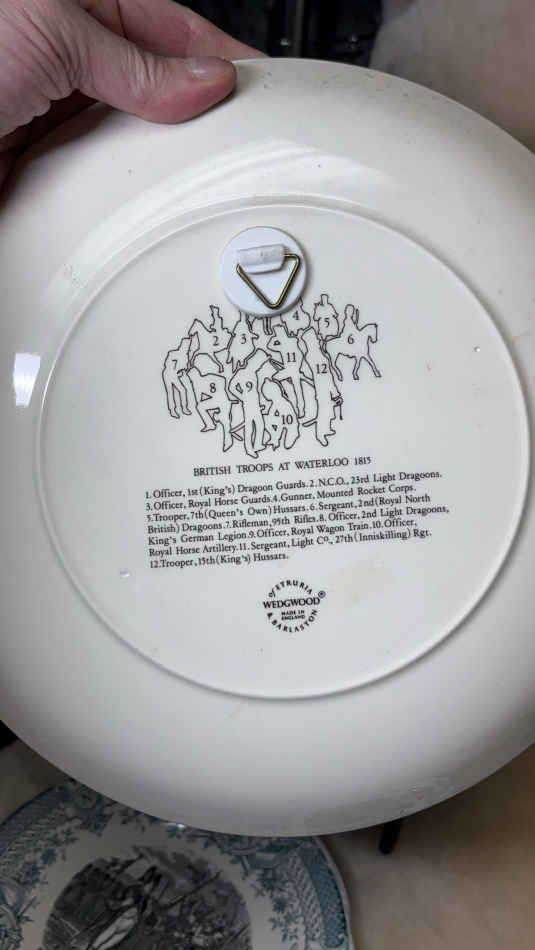 4
5
2
3
6
11
7
12
8
9
10
BRITISH TROOPS AT WATERLOO 1815
1. Officer, 1st (King's) Dragoon Guards. 2. N.C.O., 23rd Light Dragoons.
3. Officer, Royal Horse Guards. 4. Gunner, Mounted Rocket Corps.
5. Trooper, 7th (Queen's Own) Hussars. 6. Sergeant, 2nd (Royal North
British) Dragoons. 7. Rifleman, 95th Rifles. 8. Officer, 2nd Light Dragoons,
King's German Legion. 9. Officer, Royal Wagon Train. 10. Officer,
Royal Horse Artillery. 11. Sergeant, Light Co., 27th (Inniskilling) Rgt.
12. Trooper, 15th (King's) Hussars.
OF ETRURIA
WEDGWOOD ®
MADE IN
ENGLAND
& BARLASTON